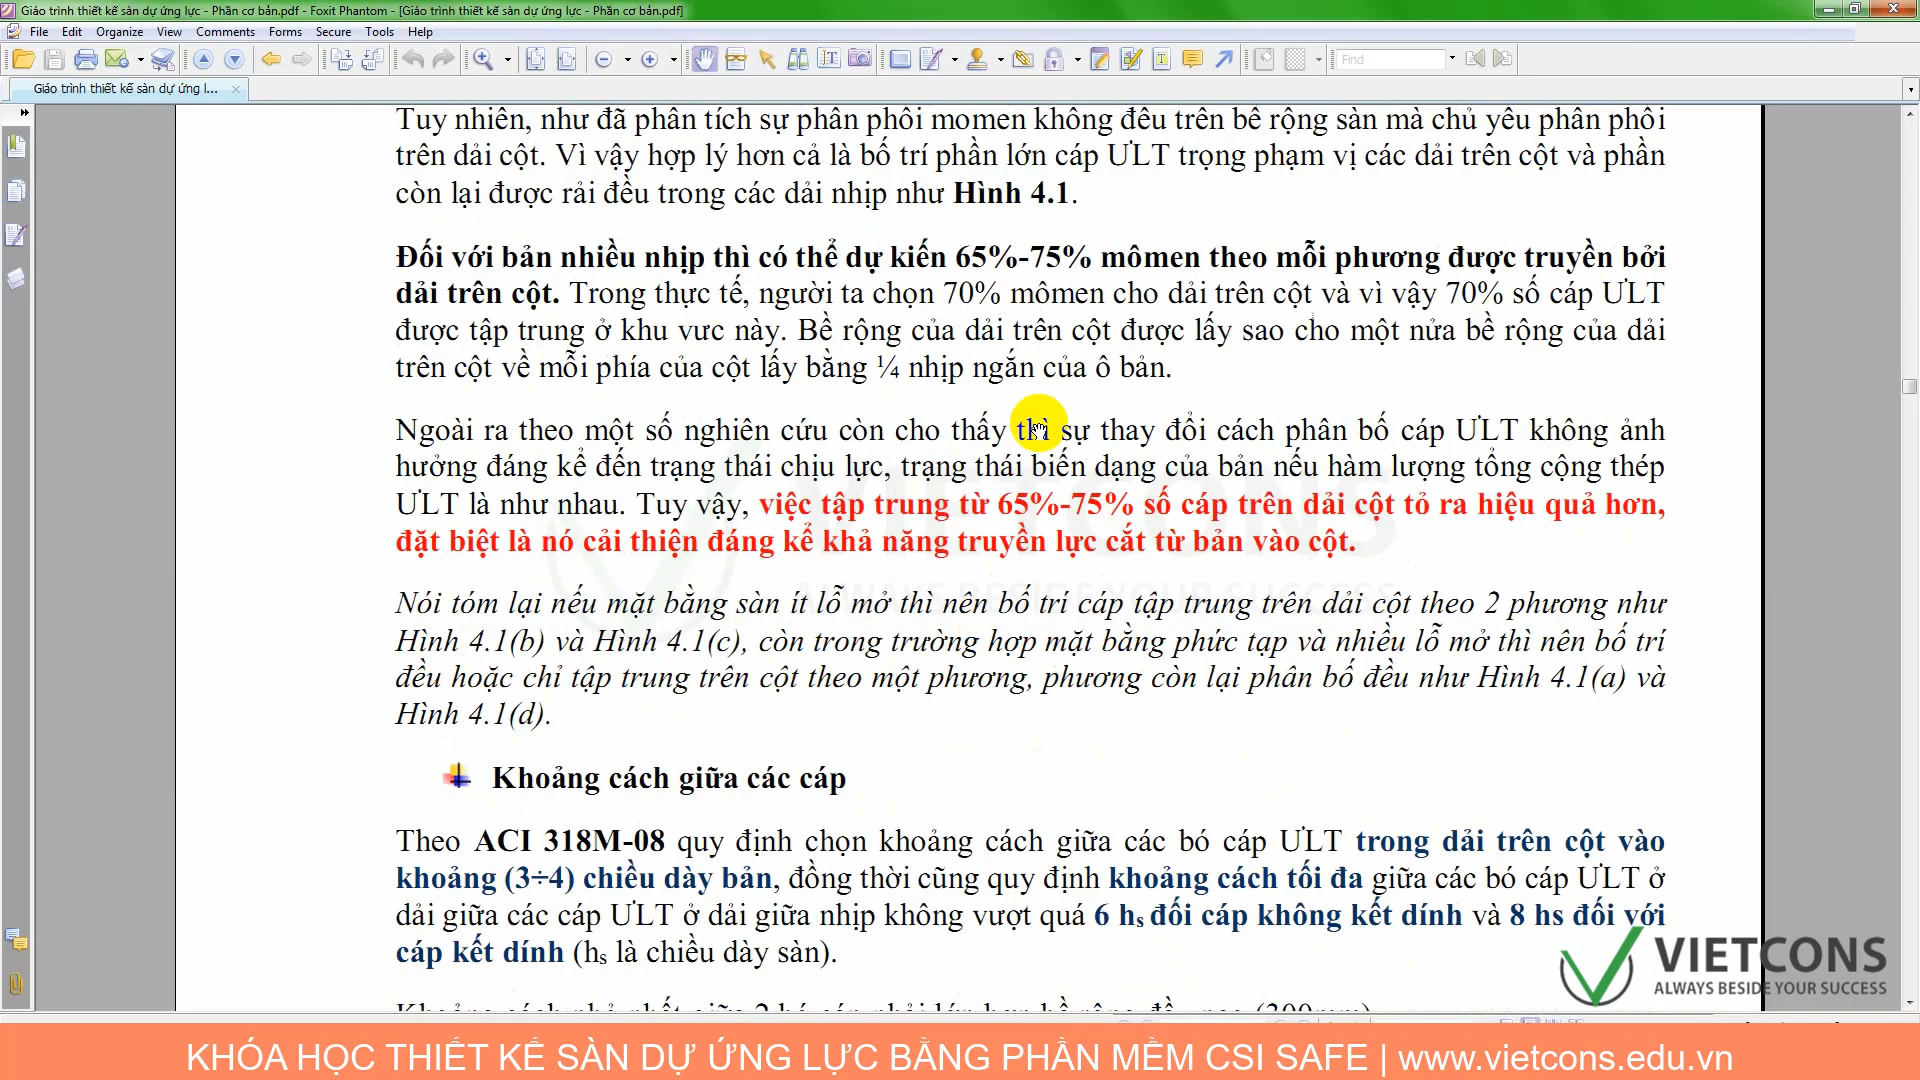 Giáo trình thiết kế sàn dự ứng lực - Phần cơ bản.pdf - Foxit Phantom - [Giáo trình thiết kế sàn dự ứng lực - Phần cơ bản.pdf]
File Edit Organize View Comments Forms Secure Tools Help
Find
Giáo trình thiết kế sàn dự ứng l...
Tuy nhiên, như đã phân tích sự phân phối momen không đều trên bề rộng sàn mà chủ yếu phân phối
trên dải cột. Vì vậy hợp lý hơn cả là bố trí phần lớn cáp ƯLT trọng phạm vị các dải trên cột và phần
còn lại được rải đều trong các dải nhịp như Hình 4.1.
Đối với bản nhiều nhịp thì có thể dự kiến 65%-75% mômen theo mỗi phương được truyền bởi
dải trên cột. Trong thực tế, người ta chọn 70% mômen cho dải trên cột và vì vậy 70% số cáp ƯLT
được tập trung ở khu vưc này. Bề rộng của dải trên cột được lấy sao cho một nửa bề rộng của dải
trên cột về mỗi phía của cột lấy bằng ¼ nhịp ngắn của ô bản.
Ngoài ra theo một số nghiên cứu còn cho thấy thì sự thay đổi cách phân bố cáp ƯLT không ảnh
hưởng đáng kể đến trạng thái chịu lực, trạng thái biến dạng của bản nếu hàm lượng tổng cộng thép
ƯLT là như nhau. Tuy vậy, việc tập trung từ 65%-75% số cáp trên dải cột tỏ ra hiệu quả hơn,
đặt biệt là nó cải thiện đáng kể khả năng truyền lực cắt từ bản vào cột.
Nói tóm lại nếu mặt bằng sàn ít lỗ mở thì nên bố trí cáp tập trung trên dải cột theo 2 phương như
Hình 4.1(b) và Hình 4.1(c), còn trong trường hợp mặt bằng phức tạp và nhiều lỗ mở thì nên bố trí
đều hoặc chỉ tập trung trên cột theo một phương, phương còn lại phân bố đều như Hình 4.1(a) và
Hình 4.1(d).
Khoảng cách giữa các cáp
Theo ACI 318M-08 quy định chọn khoảng cách giữa các bó cáp ƯLT trong dải trên cột vào
khoảng (3÷4) chiều dày bản, đồng thời cũng quy định khoảng cách tối đa giữa các bó cáp ƯLT ở
dải giữa các cáp ƯLT ở dải giữa nhịp không vượt quá 6 hs đối cáp không kết dính và 8 hs đối với
cáp kết dính (hs là chiều dày sàn).
VIETCONS
ALWAYS BESIDE YOUR SUCCESS
KHÓA HỌC THIẾT KẾ SÀN DỰ ỨNG LỰC BẰNG PHẦN MỀM CSI SAFE | www.vietcons.edu.vn